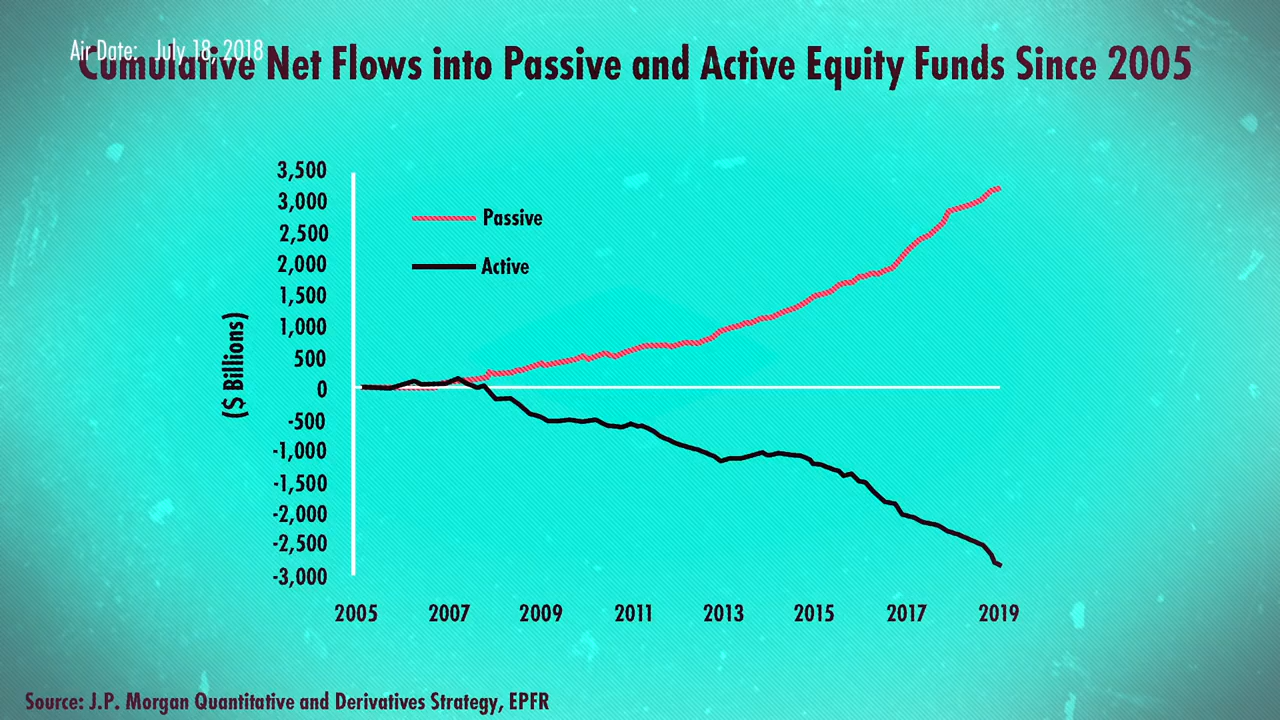 Air Date: July 18, 2018
Cumulative Net Flows into Passive and Active Equity Funds Since 2005
3,500
3,000
2,500
2,000
1,500
1,000
500
0
-500
-1,000
-1,500
-2,000
-2,500
-3,000
($ Billions)
Passive
Active
2005 2007 2009 2011 2013 2015 2017 2019
Source: J.P. Morgan Quantitative and Derivatives Strategy, EPFR